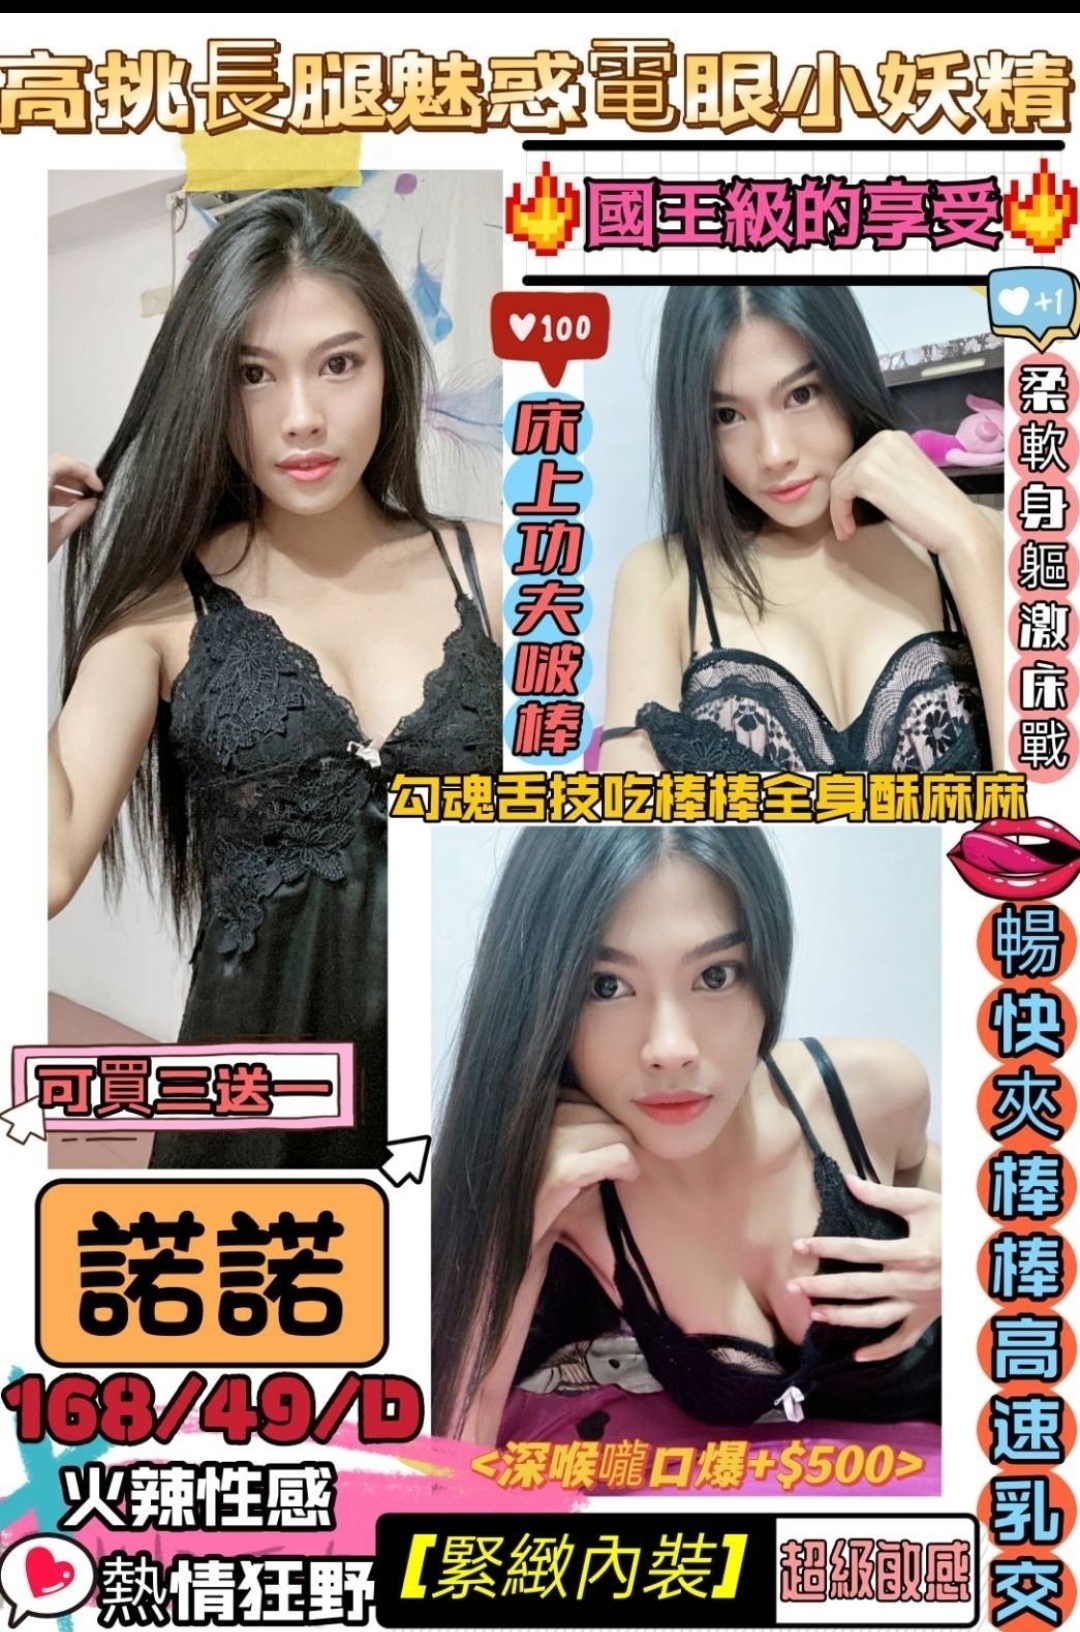 高挑長腿魅惑電眼小妖精
國王級的享受
100
+1
床上功夫啵棒
柔軟身軀激床戰
勾魂舌技吃棒棒全身酥麻麻
暢快夾棒棒高速乳交
可買三送一
諾諾
168/49/D
<深喉嚨口爆+$500>
火辣性感
熱情狂野
[緊緻內裝]
超級敏感